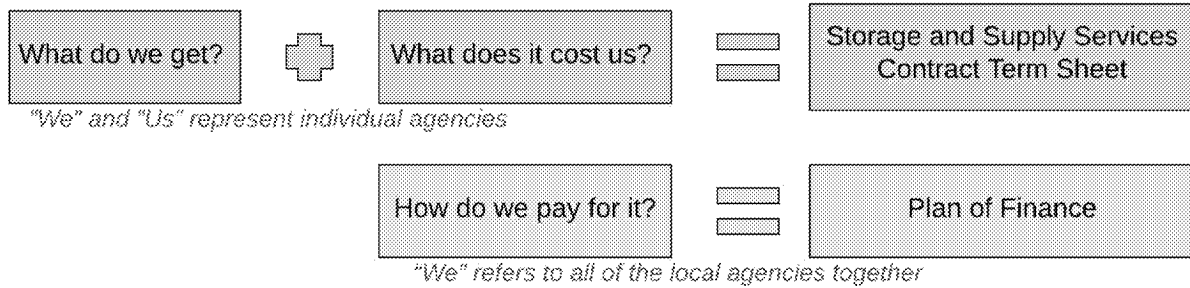 What do we get?
What does it cost us?
Storage and Supply Services
Contract Term Sheet
"We" and "Us" represent individual agencies
How do we pay for it?
Plan of Finance
"We" refers to all of the local agencies together